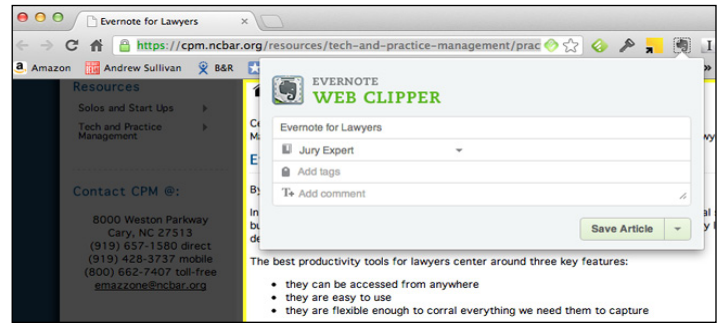 Evernote for Lawyers
https://cpm.ncbar.org/resources/tech-and-practice-management/prac
Amazon Andrew Sullivan B&R
Resources
Solos and Start Ups
Tech and Practice
Management
Contact CPM @:
8000 Weston Parkway
Cary, NC 27513
(919) 657-1580 direct
(919) 428-3737 mobile
(800) 662-7407 toll-free
emazzone@ncbar.org
EVERNOTE
WEB CLIPPER
Evernote for Lawyers
Jury Expert
Add tags
T+ Add comment
Save Article
The best productivity tools for lawyers center around three key features:
• they can be accessed from anywhere
• they are easy to use
• they are flexible enough to corral everything we need them to capture